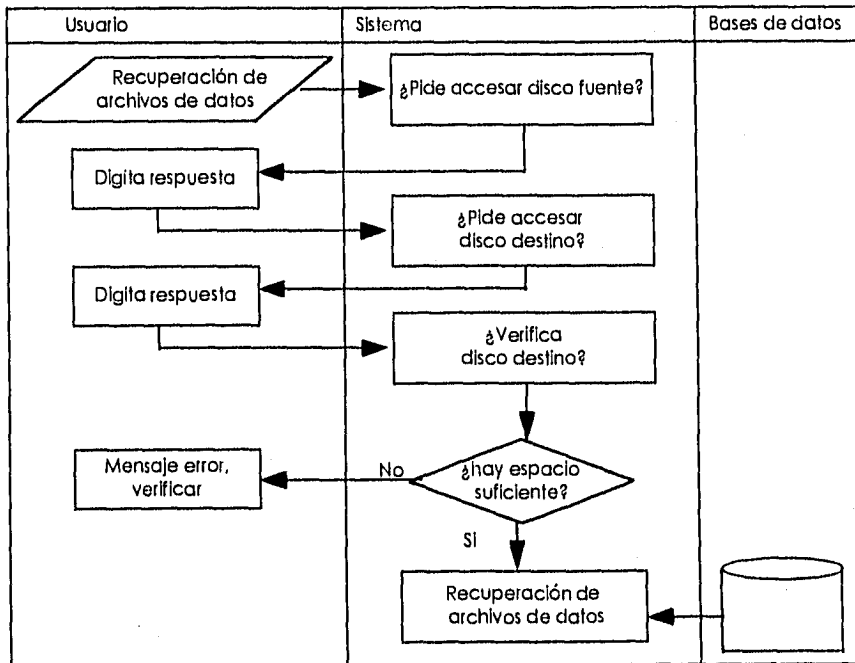 Usuario
Sistema
Bases de datos
Recuperación de
archivos de datos
¿Pide accesar disco fuente?
Digita respuesta
¿Pide accesar
disco destino?
Digita respuesta
¿Verifica
disco destino?
Mensaje error,
verificar
No
¿hay espacio
suficiente?
Si
Recuperación de
archivos de datos